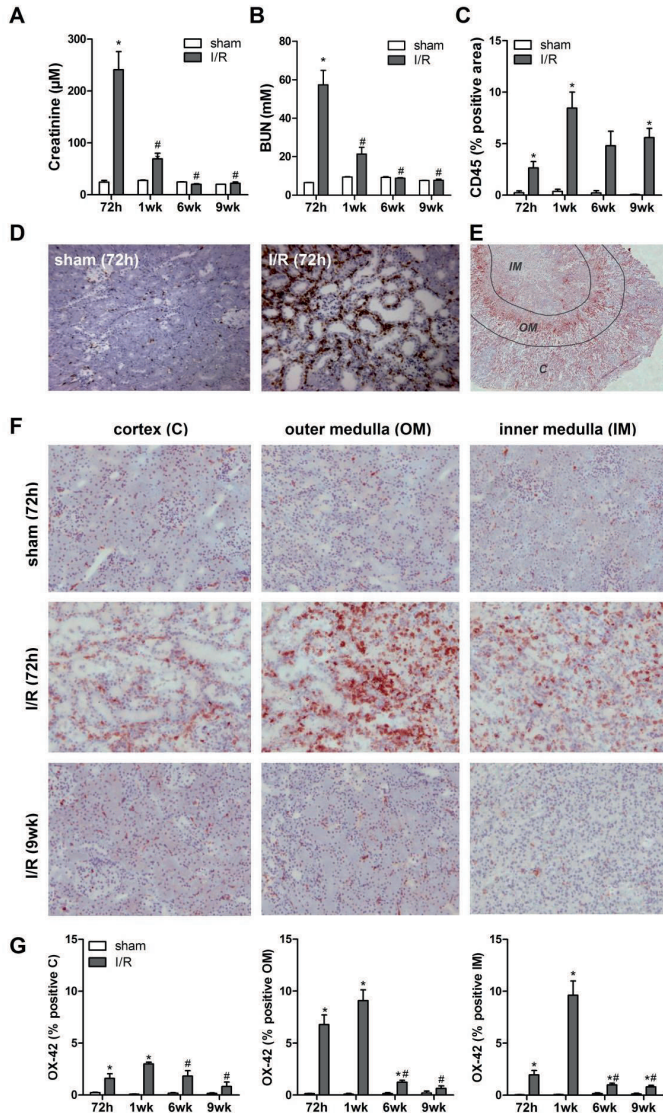 A
Creatinine (µM)
300
200
100
0
72h 1wk 6wk 9wk
sham
I/R
*
#
#
#
B
BUN (mM)
80
60
40
20
0
72h 1wk 6wk 9wk
sham
I/R
*
#
#
#
C
CD45 (% positive area)
15
10
5
0
72h 1wk 6wk 9wk
sham
I/R
*
*
*
D
sham (72h)
I/R (72h)
E
IM
OM
C
F
cortex (C) outer medulla (OM) inner medulla (IM)
sham (72h)
I/R (72h)
I/R (9wk)
G
OX-42 (% positive C)
15
10
5
0
72h 1wk 6wk 9wk
sham
I/R
*
*
#
#
OX-42 (% positive OM)
15
10
5
0
72h 1wk 6wk 9wk
*
*
*#
#
OX-42 (% positive IM)
15
10
5
0
72h 1wk 6wk 9wk
*
*
*#
*#